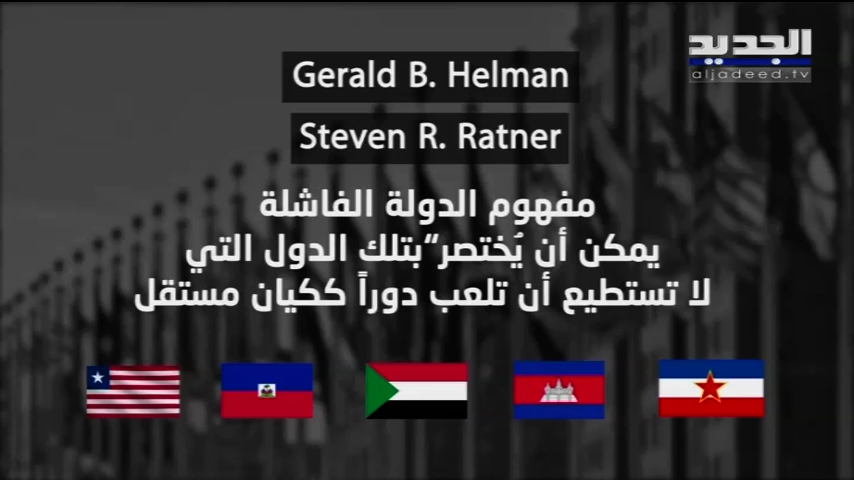 الجديد
aljadeed.tv
Gerald B. Helman
Steven R. Ratner
مفهوم الدولة الفاشلة
يمكن أن يُختصر“بتلك الدول التي
لا تستطيع أن تلعب دوراً ككيان مستقل